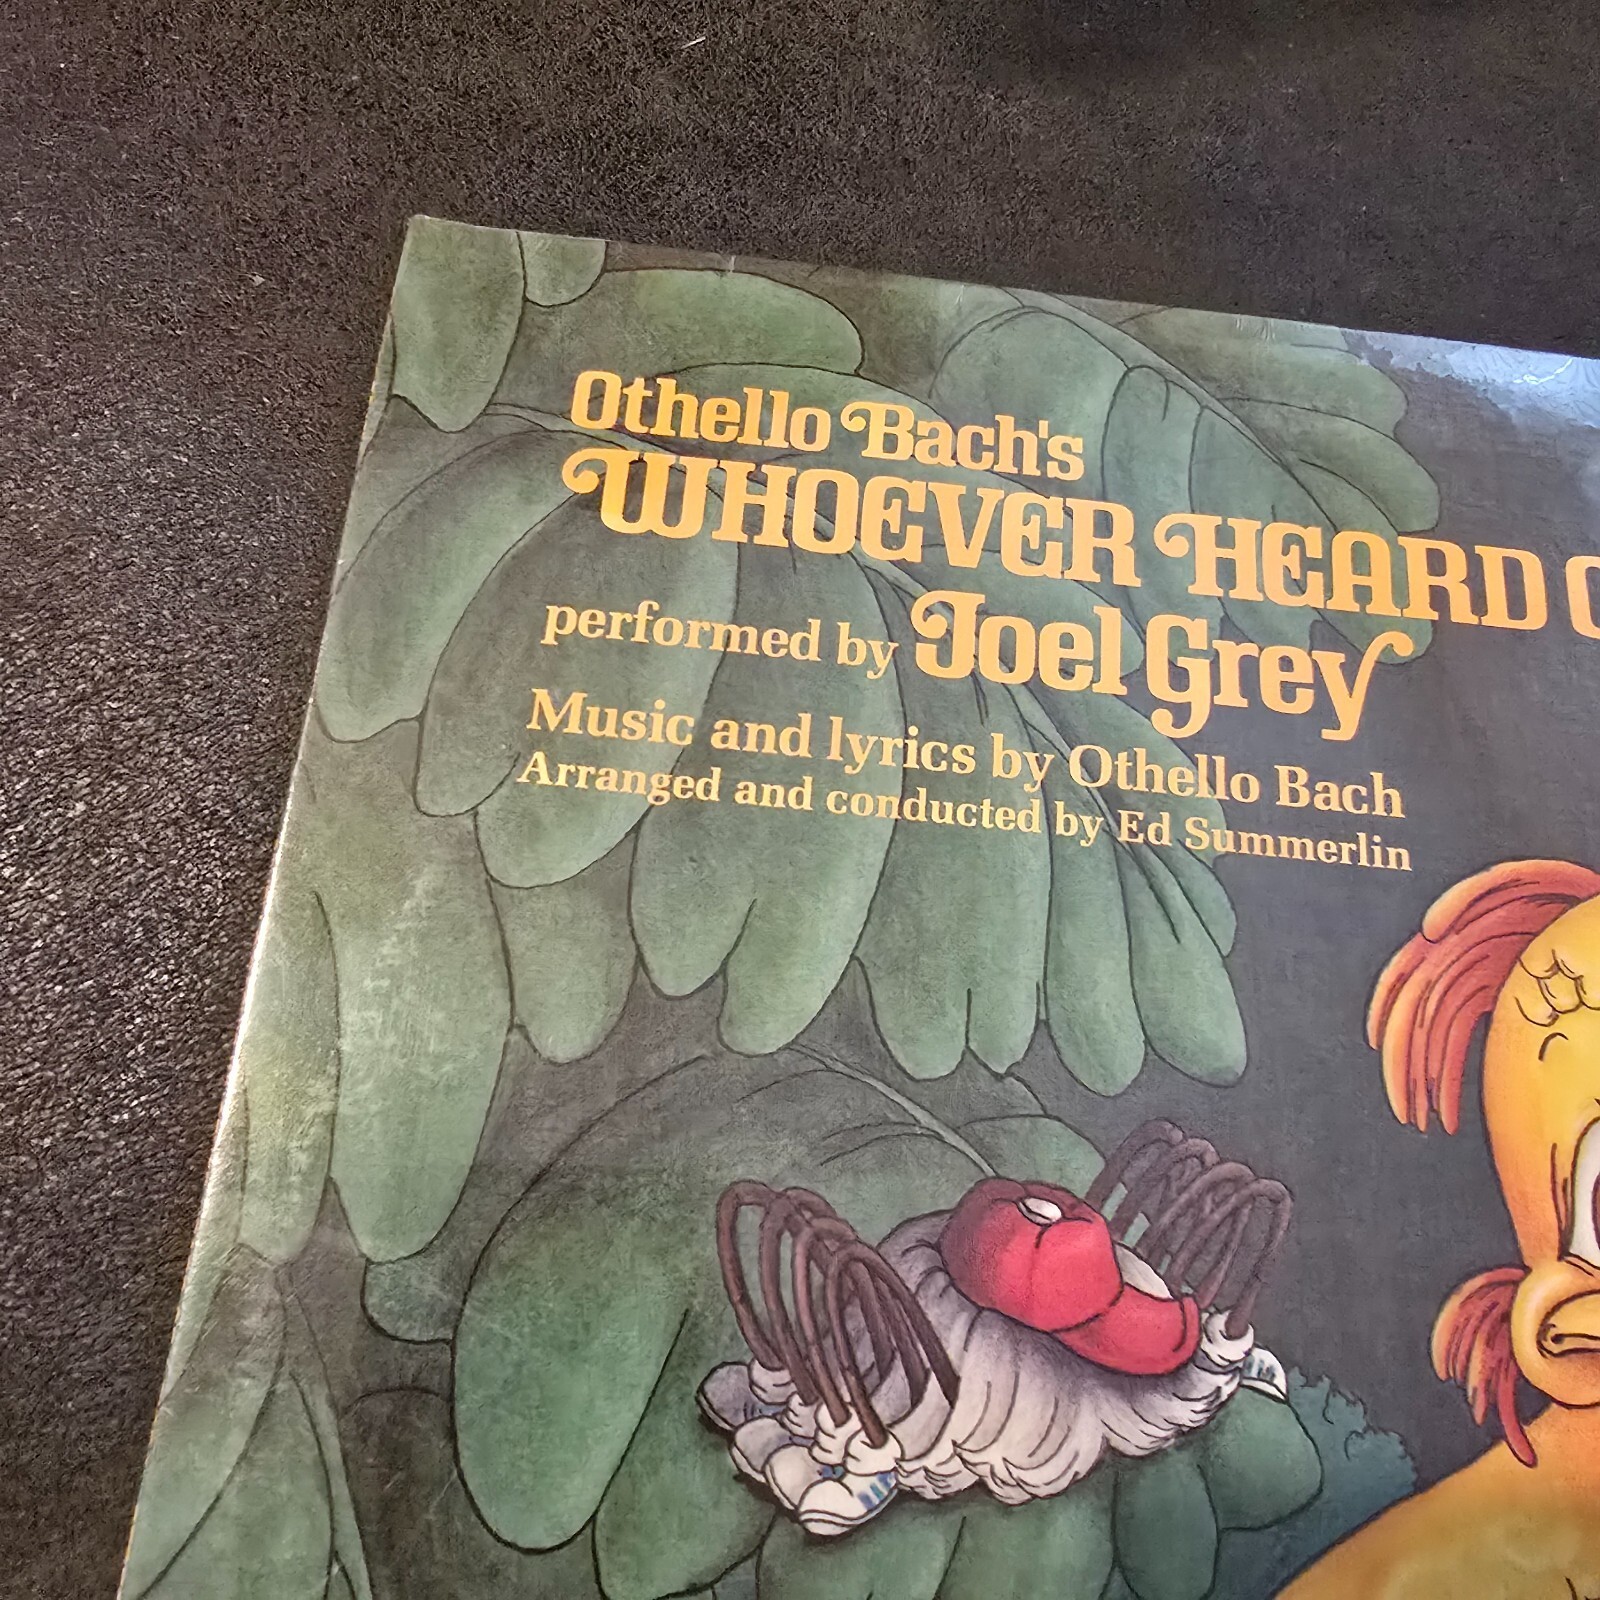 Othello Bach's
WHOEVER HEARD
performed by Joel Grey
Music and lyrics by Othello Bach
Arranged and conducted by Ed Summerlin